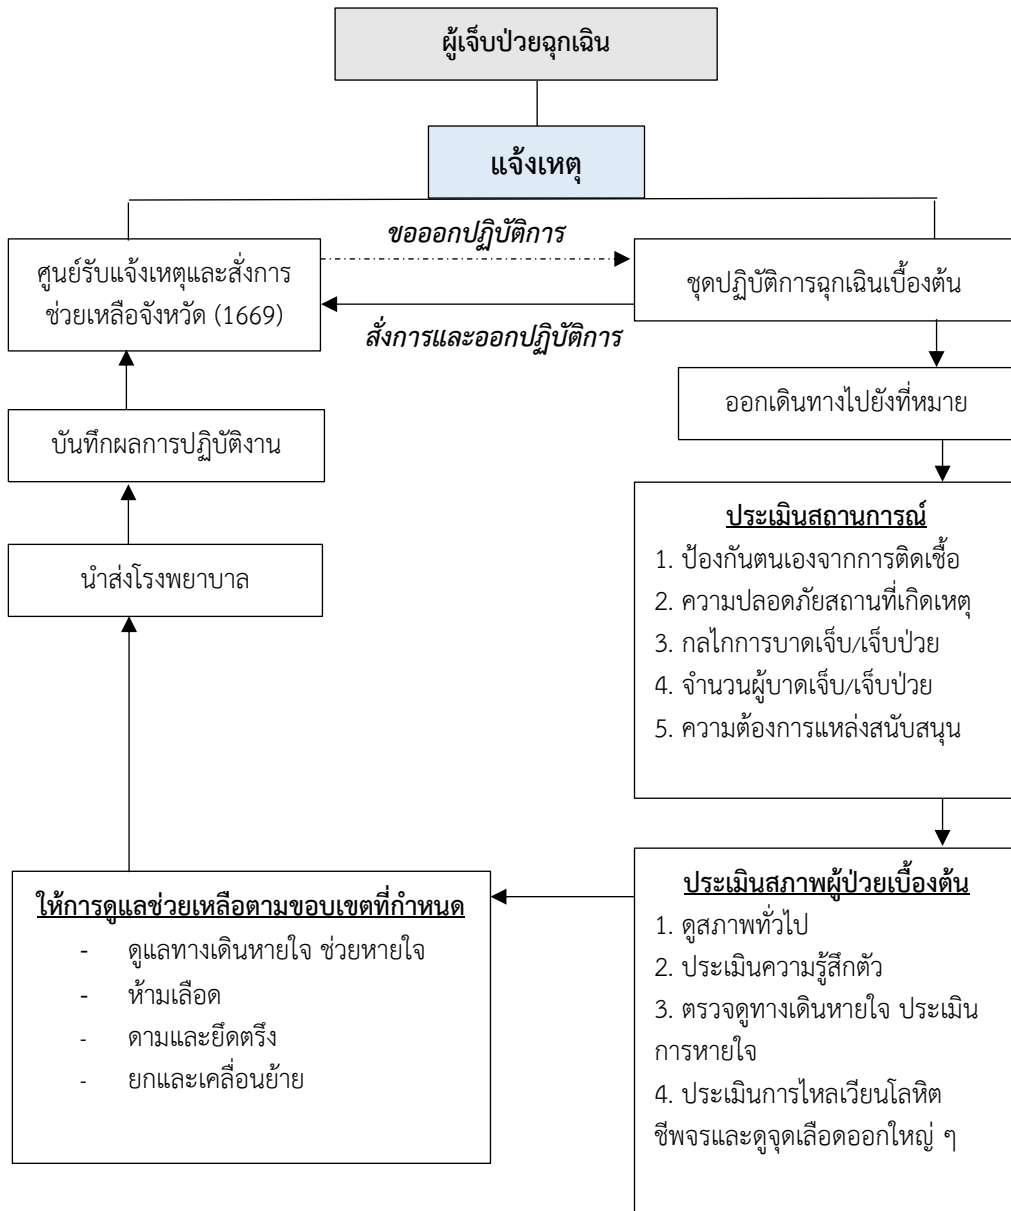 ผู้เจ็บป่วยฉุกเฉิน
แจ้งเหตุ
ศูนย์รับแจ้งเหตุและสั่งการ
ช่วยเหลือจังหวัด (1669)
ขอออกปฏิบัติการ
สั่งการและออกปฏิบัติการ
ชุดปฏิบัติการฉุกเฉินเบื้องต้น
ออกเดินทางไปยังที่หมาย
ประเมินสถานการณ์
1. ป้องกันตนเองจากการติดเชื้อ
2. ความปลอดภัยสถานที่เกิดเหตุ
3. กลไกการบาดเจ็บ/เจ็บป่วย
4. จำนวนผู้บาดเจ็บ/เจ็บป่วย
5. ความต้องการแหล่งสนับสนุน
ประเมินสภาพผู้ป่วยเบื้องต้น
1. ดูสภาพทั่วไป
2. ประเมินความรู้สึกตัว
3. ตรวจดูทางเดินหายใจ ประเมิน
การหายใจ
4. ประเมินการไหลเวียนโลหิต
ชีพจรและดูจุดเลือดออกใหญ่ ๆ
ให้การดูแลช่วยเหลือตามขอบเขตที่กำหนด
- ดูแลทางเดินหายใจ ช่วยหายใจ
- ห้ามเลือด
- ดามและยึดตรึง
- ยกและเคลื่อนย้าย
นำส่งโรงพยาบาล
บันทึกผลการปฏิบัติงาน